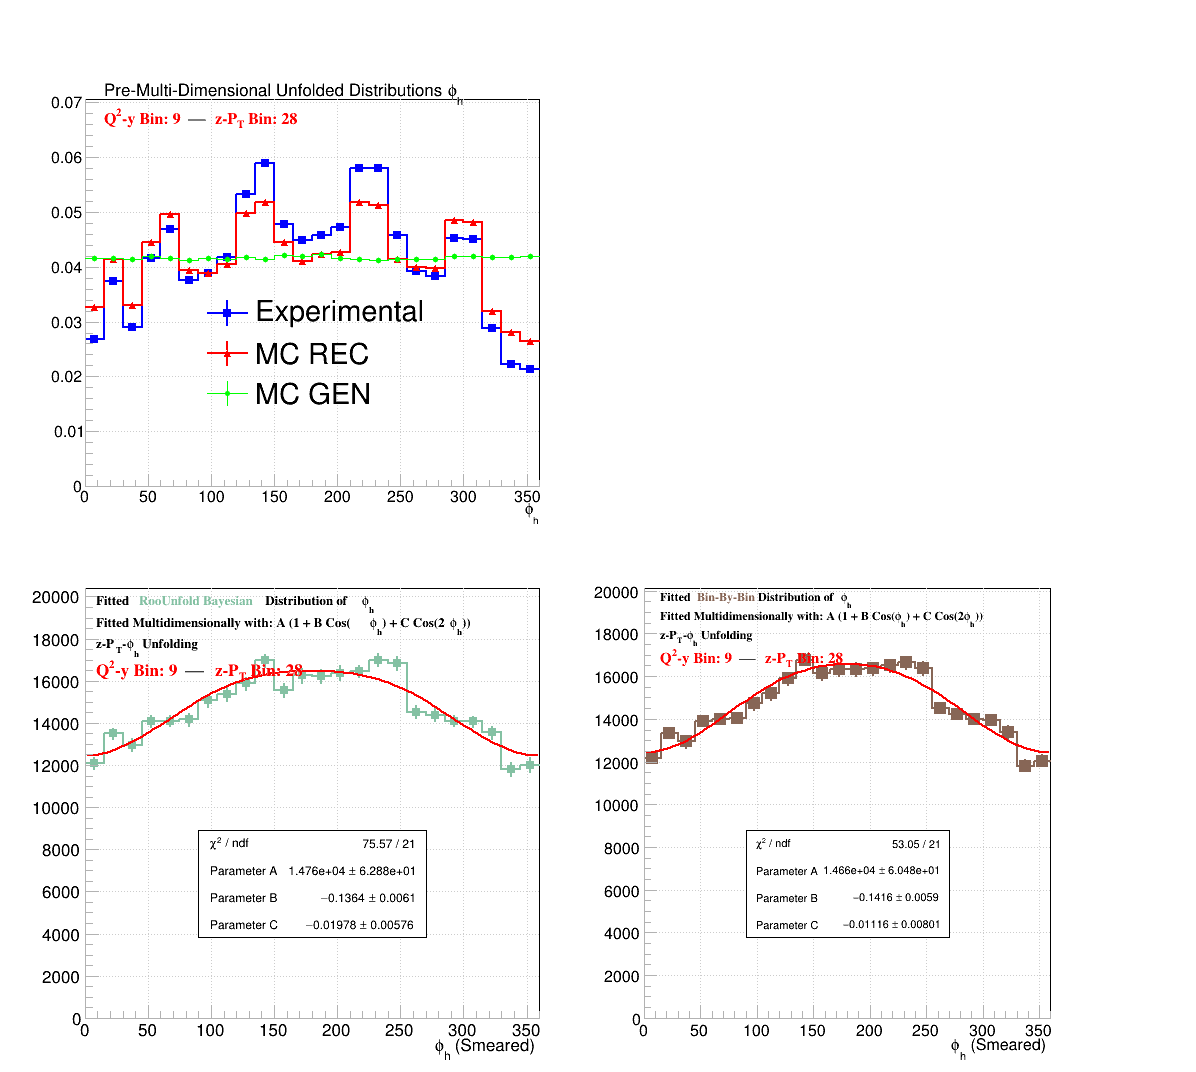 Pre-Multi-Dimensional Unfolded Distributions ϕh
Q2-y Bin: 9 — z-PT Bin: 28
0.07
0.06
0.05
0.04
0.03
0.02
0.01
0
Experimental
MC REC
MC GEN
0 50 100 150 200 250 300 350
ϕh
Fitted RooUnfold Bayesian Distribution of ϕh
Fitted Multidimensionally with: A (1 + B Cos( ϕh) + C Cos(2 ϕh))
z-PT-ϕh Unfolding
Q2-y Bin: 9 — z-PT Bin: 28
20000
18000
16000
14000
12000
10000
8000
6000
4000
2000
0
χ2 / ndf 75.57 / 21
Parameter A 1.476e+04 ± 6.288e+01
Parameter B −0.1364 ± 0.0061
Parameter C −0.01978 ± 0.00576
0 50 100 150 200 250 300 350
ϕh (Smeared)
Fitted Bin-By-Bin Distribution of ϕh
Fitted Multidimensionally with: A (1 + B Cos(ϕh) + C Cos(2ϕh))
z-PT-ϕh Unfolding
Q2-y Bin: 9 — z-PT Bin: 28
20000
18000
16000
14000
12000
10000
8000
6000
4000
2000
0
χ2 / ndf 53.05 / 21
Parameter A 1.466e+04 ± 6.048e+01
Parameter B −0.1416 ± 0.0059
Parameter C −0.01116 ± 0.00801
0 50 100 150 200 250 300 350
ϕh (Smeared)